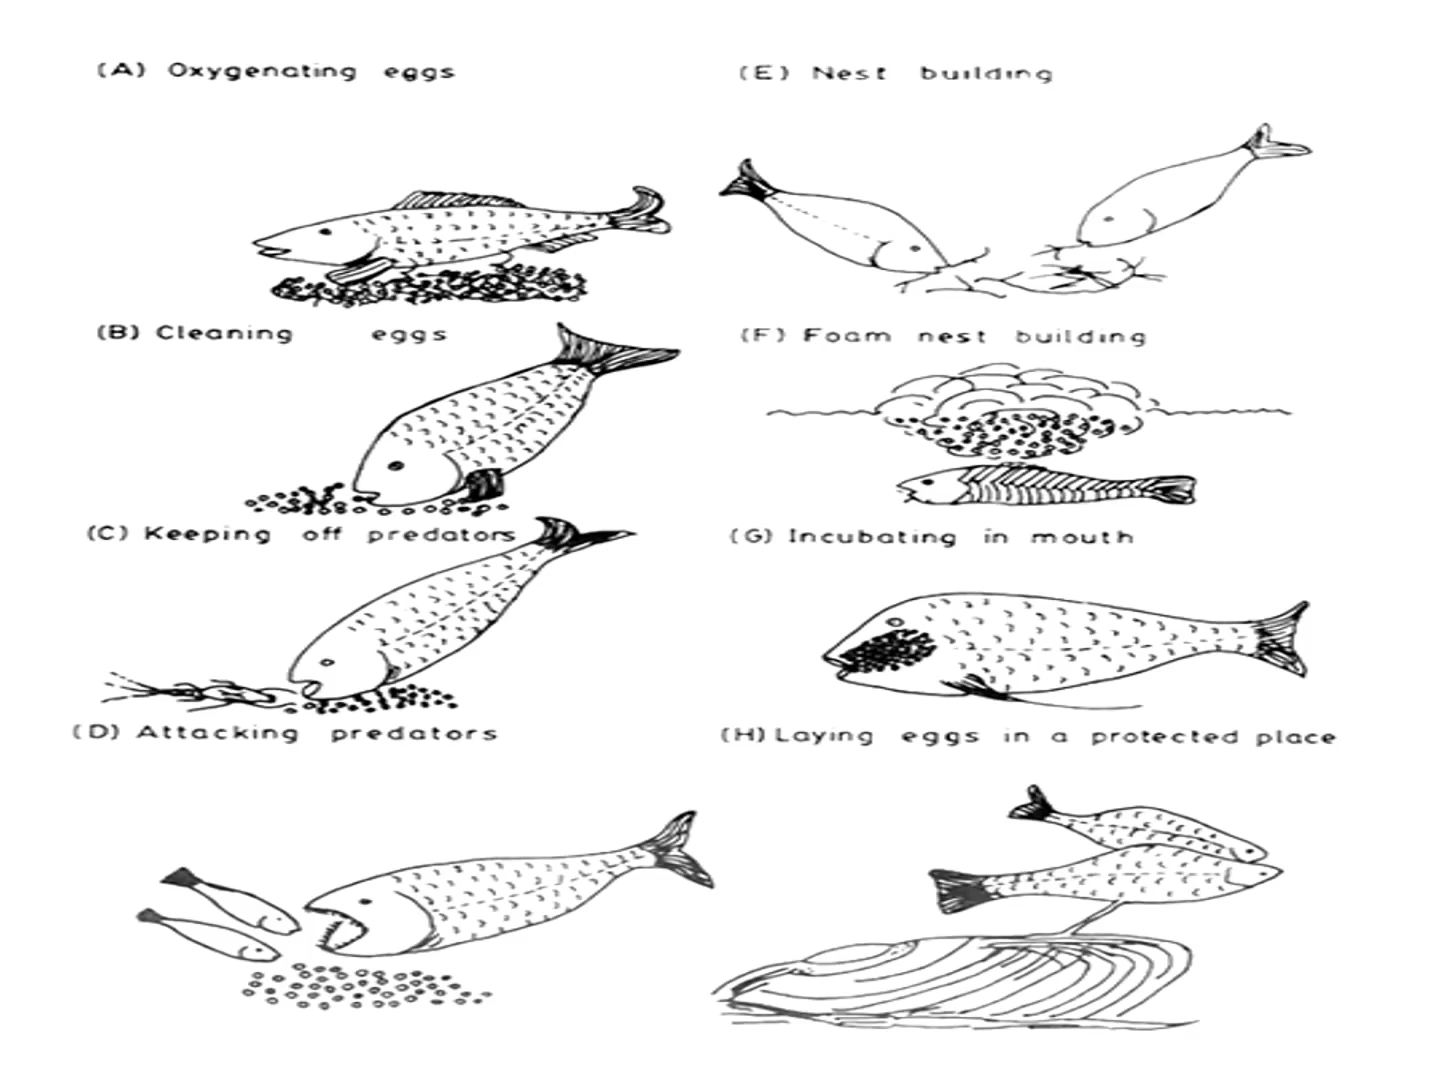 (A) Oxygenating eggs
(B) Cleaning eggs
(C) Keeping off predators
(D) Attacking predators
(E) Nest building
(F) Foam nest building
(G) Incubating in mouth
(H) Laying eggs in a protected place